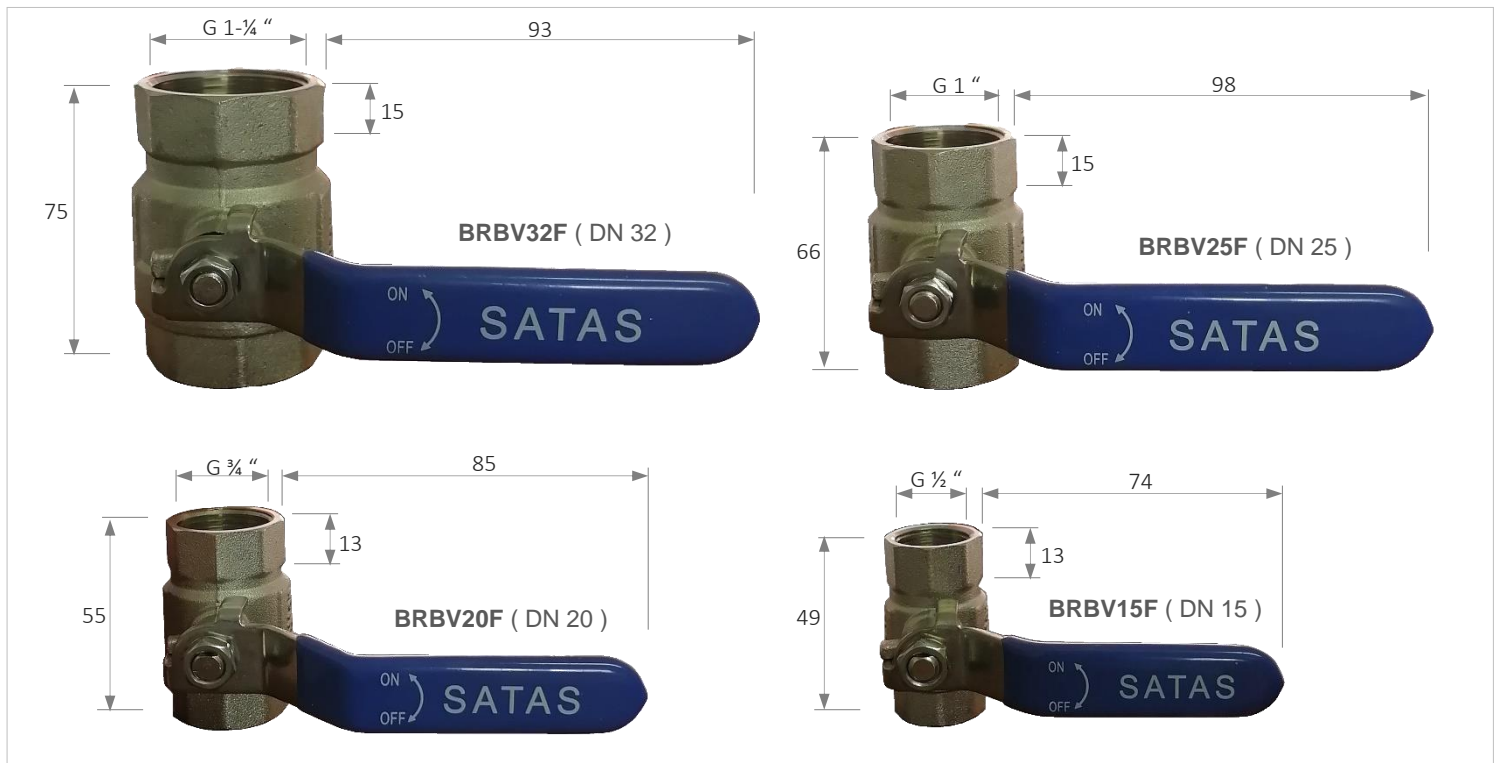 G 1-¼ “
93
15
75
BRBV32F ( DN 32 )
ON
OFF
SATAS
G 1 “
98
15
66
BRBV25F ( DN 25 )
ON
OFF
SATAS
G ¾ “
85
13
55
BRBV20F ( DN 20 )
ON
OFF
SATAS
G ½ “
74
13
49
BRBV15F ( DN 15 )
ON
OFF
SATAS